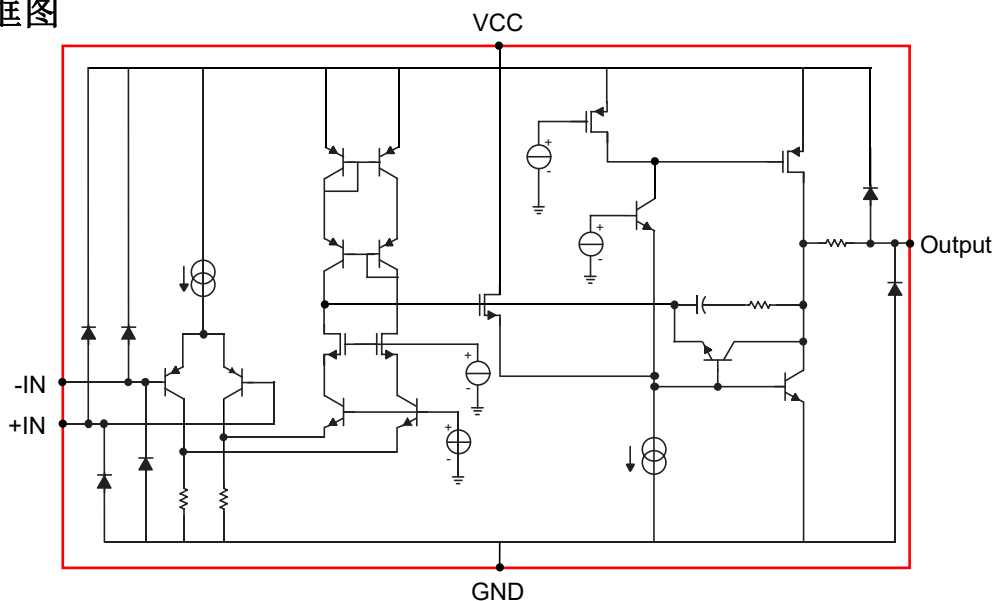 框图
VCC
-IN
+IN
Output
GND
+
-
+
-
+
-
+
-